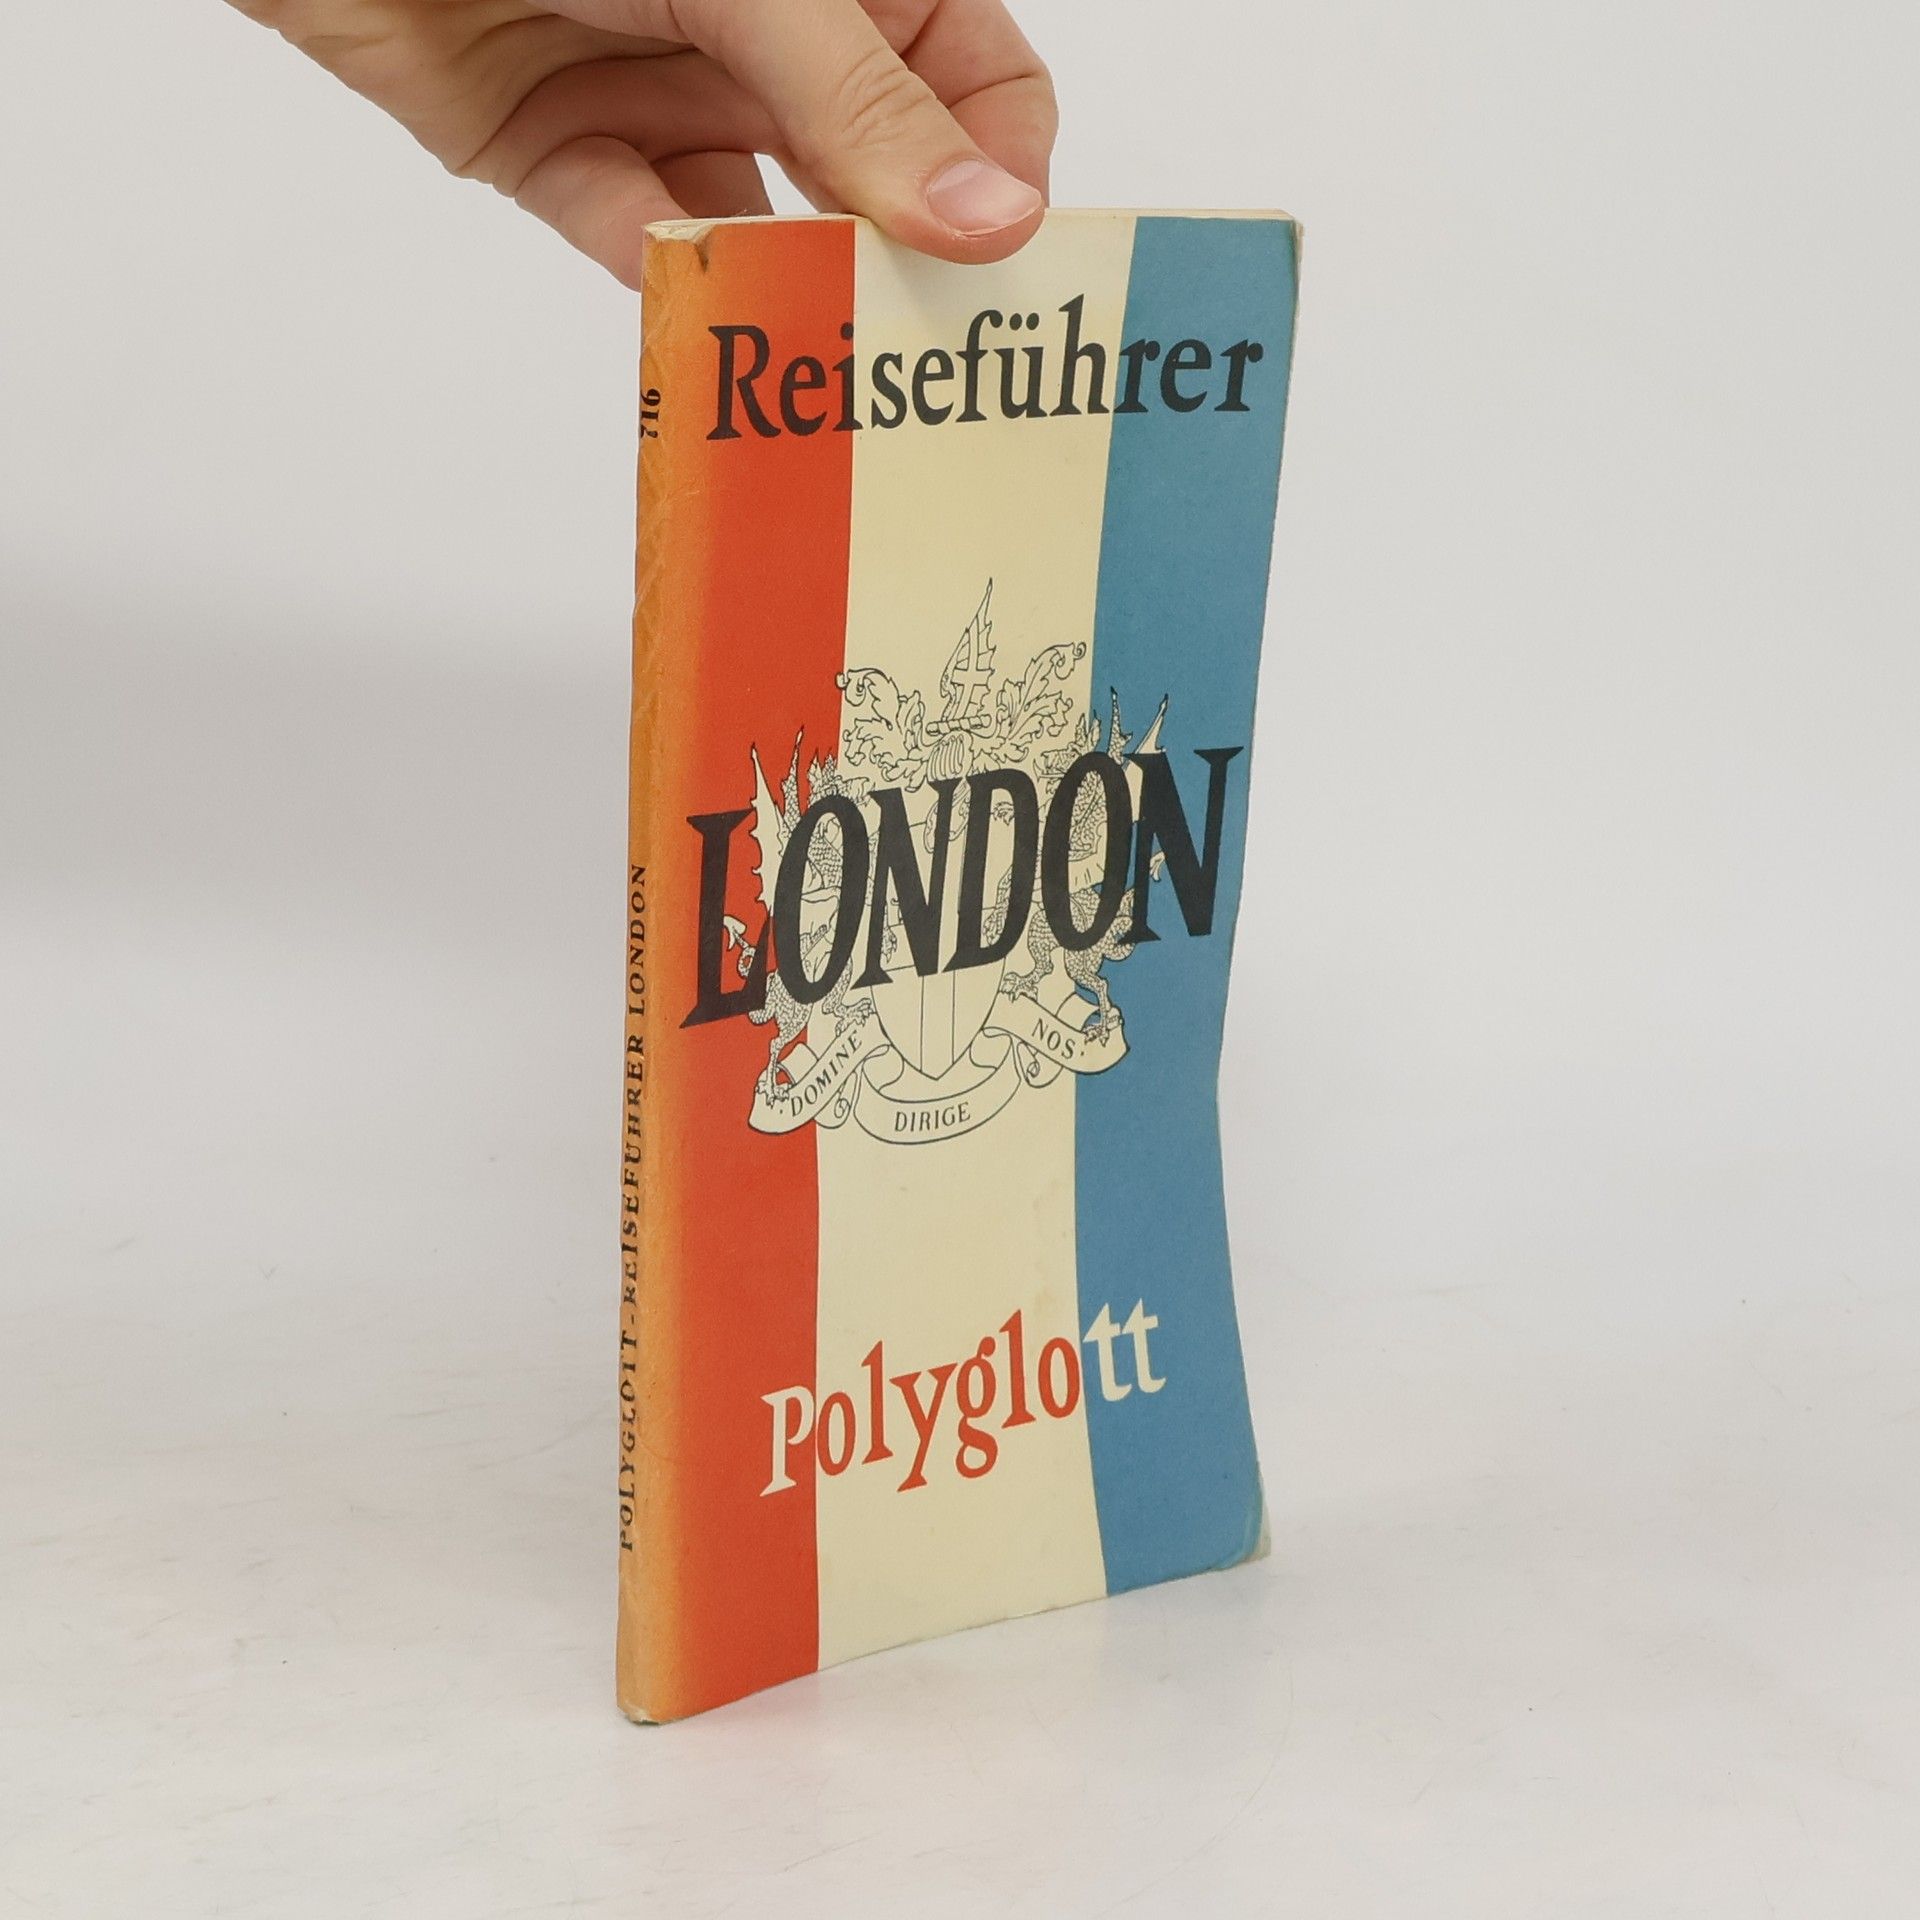 Reiseführer
LONDON
· DOMINE
DIRIGE
NOS ·
Polyglott
POLYGLOTT-REISEFÜHRER LONDON
716